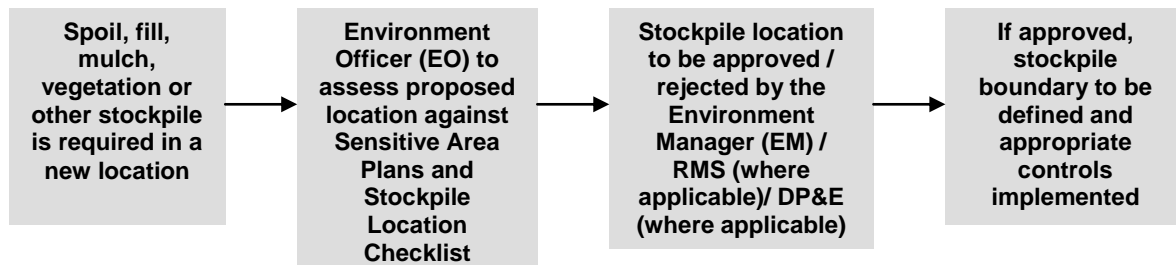 Spoil, fill,
mulch,
vegetation or
other stockpile
is required in a
new location
Environment
Officer (EO) to
assess proposed
location against
Sensitive Area
Plans and
Stockpile
Location
Checklist
Stockpile location
to be approved /
rejected by the
Environment
Manager (EM) /
RMS (where
applicable)/ DP&E
(where applicable)
If approved,
stockpile
boundary to be
defined and
appropriate
controls
implemented